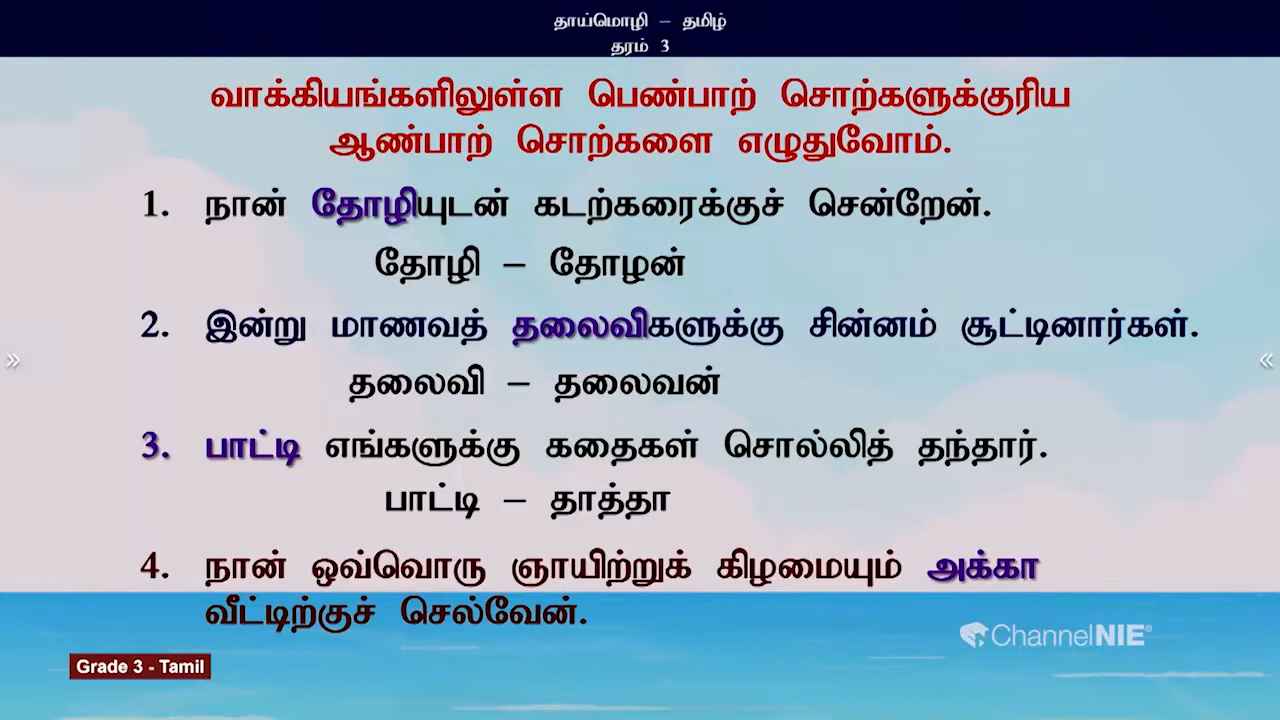 தாய்மொழி – தமிழ்
தரம் 3
வாக்கியங்களிலுள்ள பெண்பாற் சொற்களுக்குரிய
ஆண்பாற் சொற்களை எழுதுவோம்.
1. நான் தோழியுடன் கடற்கரைக்குச் சென்றேன்.
தோழி – தோழன்
2. இன்று மாணவத் தலைவிகளுக்கு சின்னம் சூட்டினார்கள்.
தலைவி – தலைவன்
3. பாட்டி எங்களுக்கு கதைகள் சொல்லித் தந்தார்.
பாட்டி – தாத்தா
4. நான் ஒவ்வொரு ஞாயிற்றுக் கிழமையும் அக்கா
வீட்டிற்குச் செல்வேன்.
ChannelNIE®
Grade 3 - Tamil